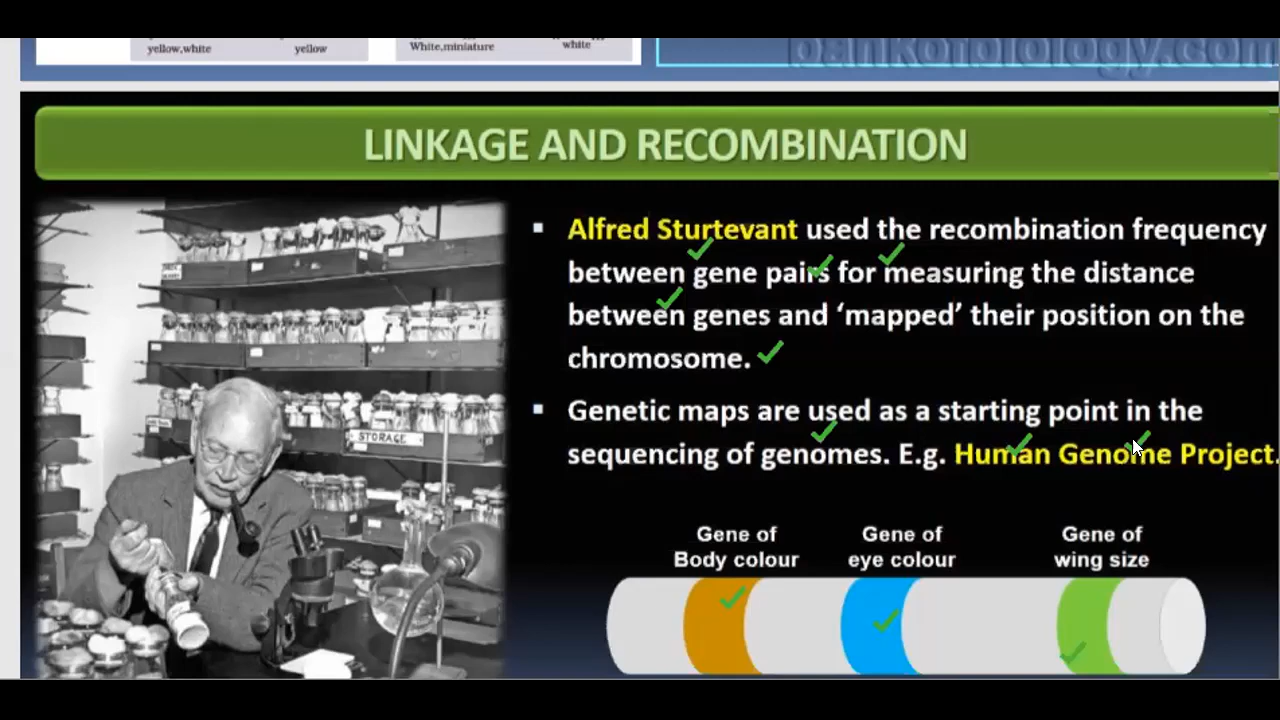 yellow,white yellow White,miniature white
bankofbiology.com
LINKAGE AND RECOMBINATION
▪ Alfred Sturtevant used the recombination frequency
between gene pairs for measuring the distance
between genes and ‘mapped’ their position on the
chromosome.
▪ Genetic maps are used as a starting point in the
sequencing of genomes. E.g. Human Genome Project.
STORAGE
Gene of
Body colour
Gene of
eye colour
Gene of
wing size